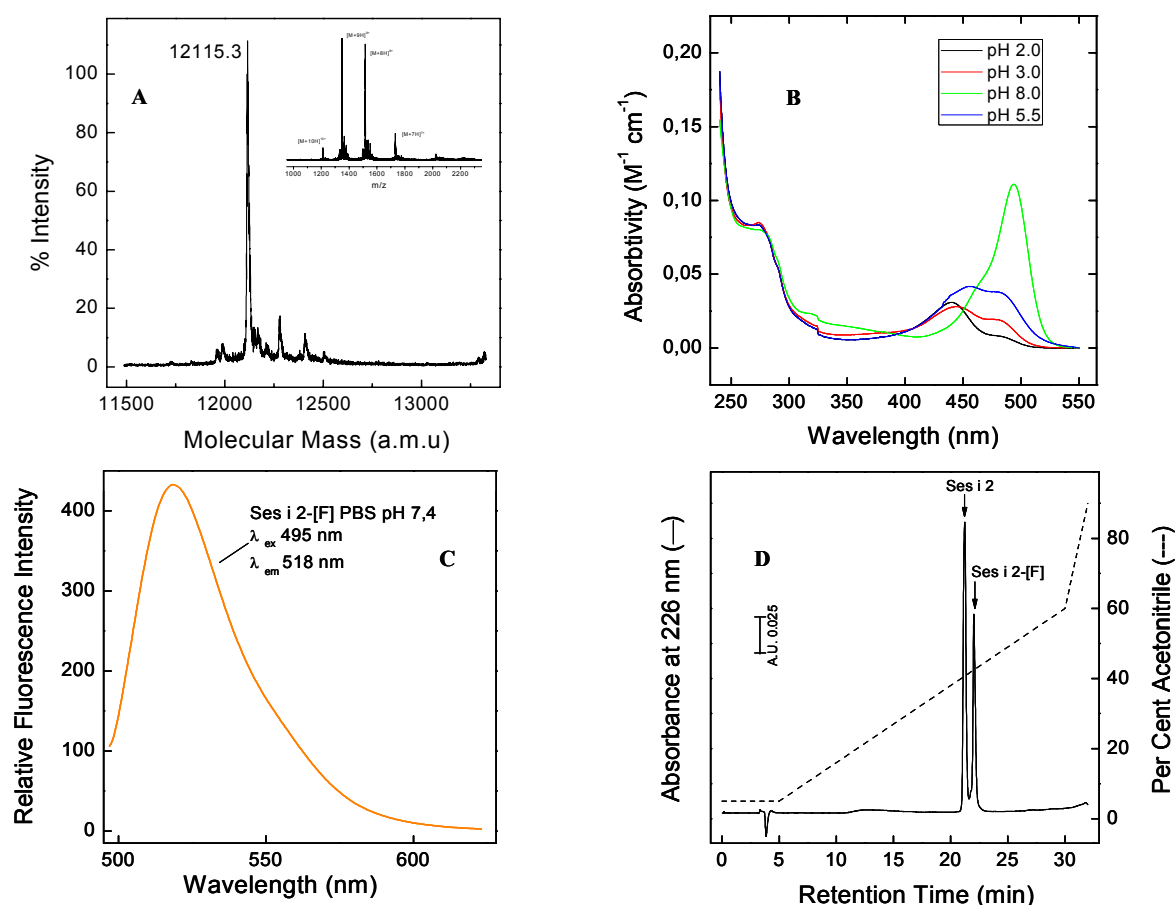 12115.3
A
[M+9H]9+
[M+8H]8+
[M+10H]
[M+7H]
1000 1200 1400 1600 1800 2000 2200
m/z
100
80
60
40
20
0
% Intensity
11500 12000 12500 13000
Molecular Mass (a.m.u)
0,20
0,15
0,10
0,05
0,00
Absorbtivity (M-1 cm-1)
B
pH 2.0
pH 3.0
pH 8.0
pH 5.5
250 300 350 400 450 500 550
Wavelength (nm)
400
300
200
100
0
Relative Fluorescence Intensity
Ses i 2-[F] PBS pH 7,4
λ ex 495 nm
λ em 518 nm
C
500 550 600
Wavelength (nm)
Absorbance at 226 nm (—)
Ses i 2
Ses i 2-[F]
D
A.U. 0.025
80
60
40
20
0
Per Cent Acetonitrile (---)
0 5 10 15 20 25 30
Retention Time (min)